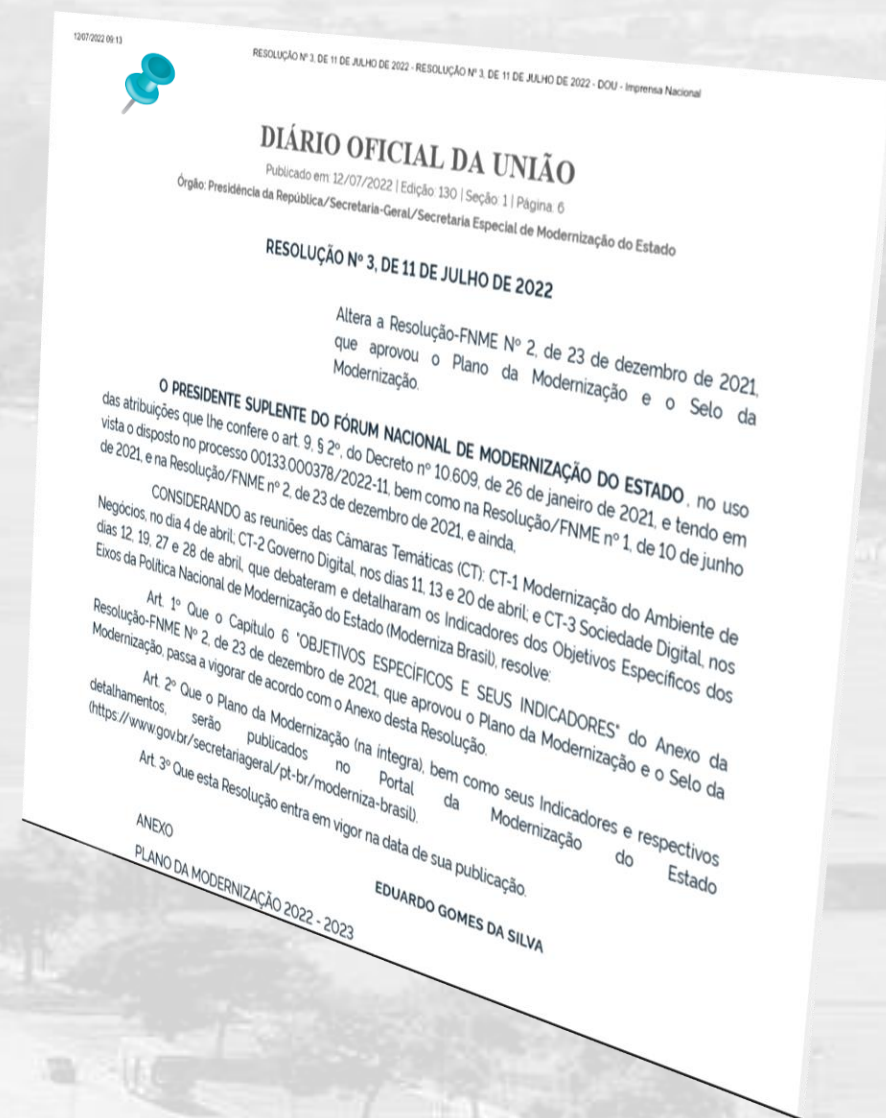 12/07/2022 09:13
RESOLUÇÃO Nº 3, DE 11 DE JULHO DE 2022 - RESOLUÇÃO Nº 3, DE 11 DE JULHO DE 2022 - DOU - Imprensa Nacional
DIÁRIO OFICIAL DA UNIÃO
Publicado em: 12/07/2022 | Edição: 130 | Seção: 1 | Página: 6
Órgão: Presidência da República/Secretaria-Geral/Secretaria Especial de Modernização do Estado
RESOLUÇÃO Nº 3, DE 11 DE JULHO DE 2022
Altera a Resolução-FNME Nº 2, de 23 de dezembro de 2021,
que aprovou o Plano da Modernização e o Selo da
Modernização.
O PRESIDENTE SUPLENTE DO FÓRUM NACIONAL DE MODERNIZAÇÃO DO ESTADO , no uso
das atribuições que lhe confere o art. 9, § 2º, do Decreto nº 10.609, de 26 de janeiro de 2021, e tendo em
vista o disposto no processo 00133.000378/2022-11, bem como na Resolução/FNME nº 1, de 10 de junho
de 2021, e na Resolução/FNME nº 2, de 23 de dezembro de 2021, e ainda,
CONSIDERANDO as reuniões das Câmaras Temáticas (CT): CT-1 Modernização do Ambiente de
Negócios, no dia 4 de abril; CT-2 Governo Digital, nos dias 11, 13 e 20 de abril; e CT-3 Sociedade Digital, nos
dias 12, 19, 27 e 28 de abril, que debateram e detalharam os Indicadores dos Objetivos Específicos dos
Eixos da Política Nacional de Modernização do Estado (Moderniza Brasil), resolve:
Art. 1º Que o Capítulo 6 "OBJETIVOS ESPECÍFICOS E SEUS INDICADORES" do Anexo da
Resolução-FNME Nº 2, de 23 de dezembro de 2021, que aprovou o Plano da Modernização e o Selo da
Modernização, passa a vigorar de acordo com o Anexo desta Resolução.
Art. 2º Que o Plano da Modernização (na íntegra), bem como seus Indicadores e respectivos
detalhamentos, serão publicados no Portal da Modernização do Estado
(https://www.gov.br/secretariageral/pt-br/moderniza-brasil).
Art. 3º Que esta Resolução entra em vigor na data de sua publicação.
EDUARDO GOMES DA SILVA
ANEXO
PLANO DA MODERNIZAÇÃO 2022 - 2023